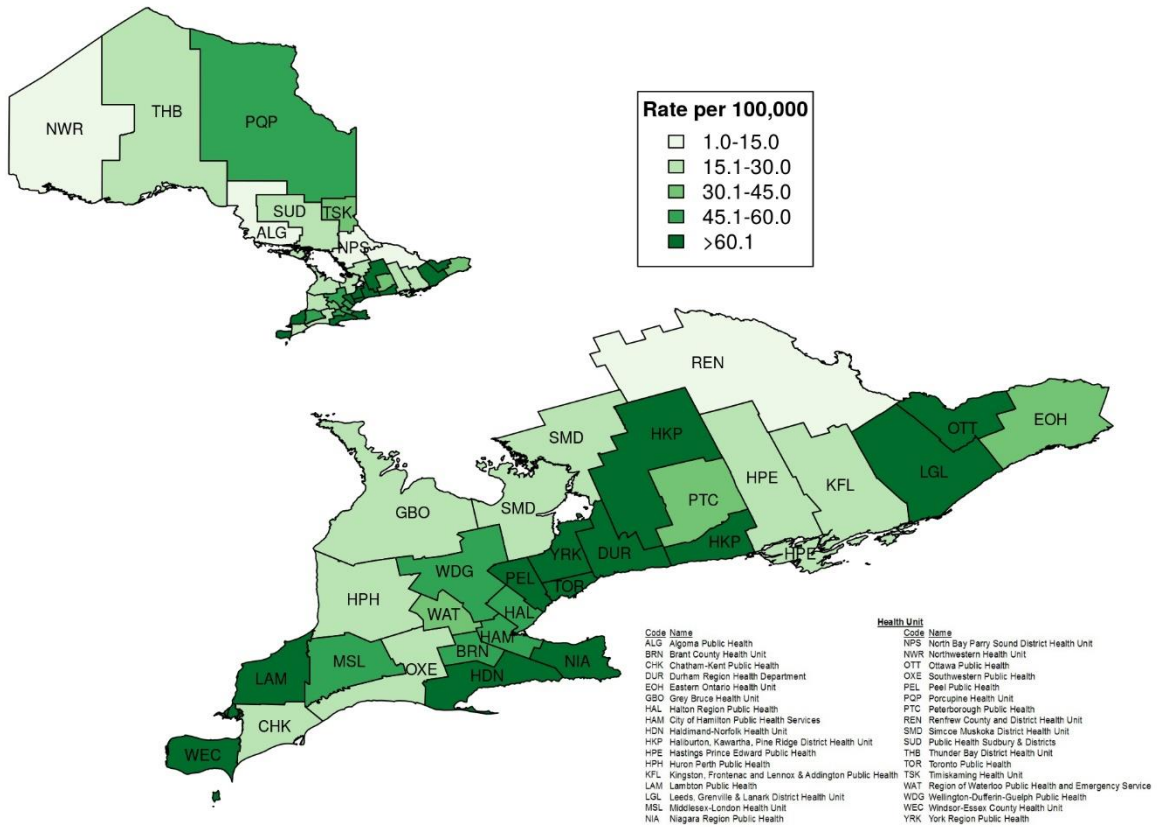 NWR
THB
PQP
SUD
TSK
ALG
NPS
Rate per 100,000
1.0-15.0
15.1-30.0
30.1-45.0
45.1-60.0
>60.1
REN
SMD
HKP
OTT
EOH
LGL
HPE
KFL
PTC
GBO
SMD
YRK
DUR
HKP
HPE
WDG
PEL
TOR
HPH
WAT
HAL
HAM
MSL
BRN
NIA
OXE
LAM
HDN
CHK
WEC
Health Unit
Code Name
ALG Algoma Public Health
BRN Brant County Health Unit
CHK Chatham-Kent Public Health
DUR Durham Region Health Department
EOH Eastern Ontario Health Unit
GBO Grey Bruce Health Unit
HAL Halton Region Public Health
HAM City of Hamilton Public Health Services
HDN Haldimand-Norfolk Health Unit
HKP Haliburton, Kawartha, Pine Ridge District Health Unit
HPE Hastings Prince Edward Public Health
HPH Huron Perth Public Health
KFL Kingston, Frontenac and Lennox & Addington Public Health
LAM Lambton Public Health
LGL Leeds, Grenville & Lanark District Health Unit
MSL Middlesex-London Health Unit
NIA Niagara Region Public Health
Code Name
NPS North Bay Parry Sound District Health Unit
NWR Northwestern Health Unit
OTT Ottawa Public Health
OXE Southwestern Public Health
PEL Peel Public Health
PQP Porcupine Health Unit
PTC Peterborough Public Health
REN Renfrew County and District Health Unit
SMD Simcoe Muskoka District Health Unit
SUD Public Health Sudbury & Districts
THB Thunder Bay District Health Unit
TOR Toronto Public Health
TSK Timiskaming Health Unit
WAT Region of Waterloo Public Health and Emergency Service
WDG Wellington-Dufferin-Guelph Public Health
WEC Windsor-Essex County Health Unit
YRK York Region Public Health